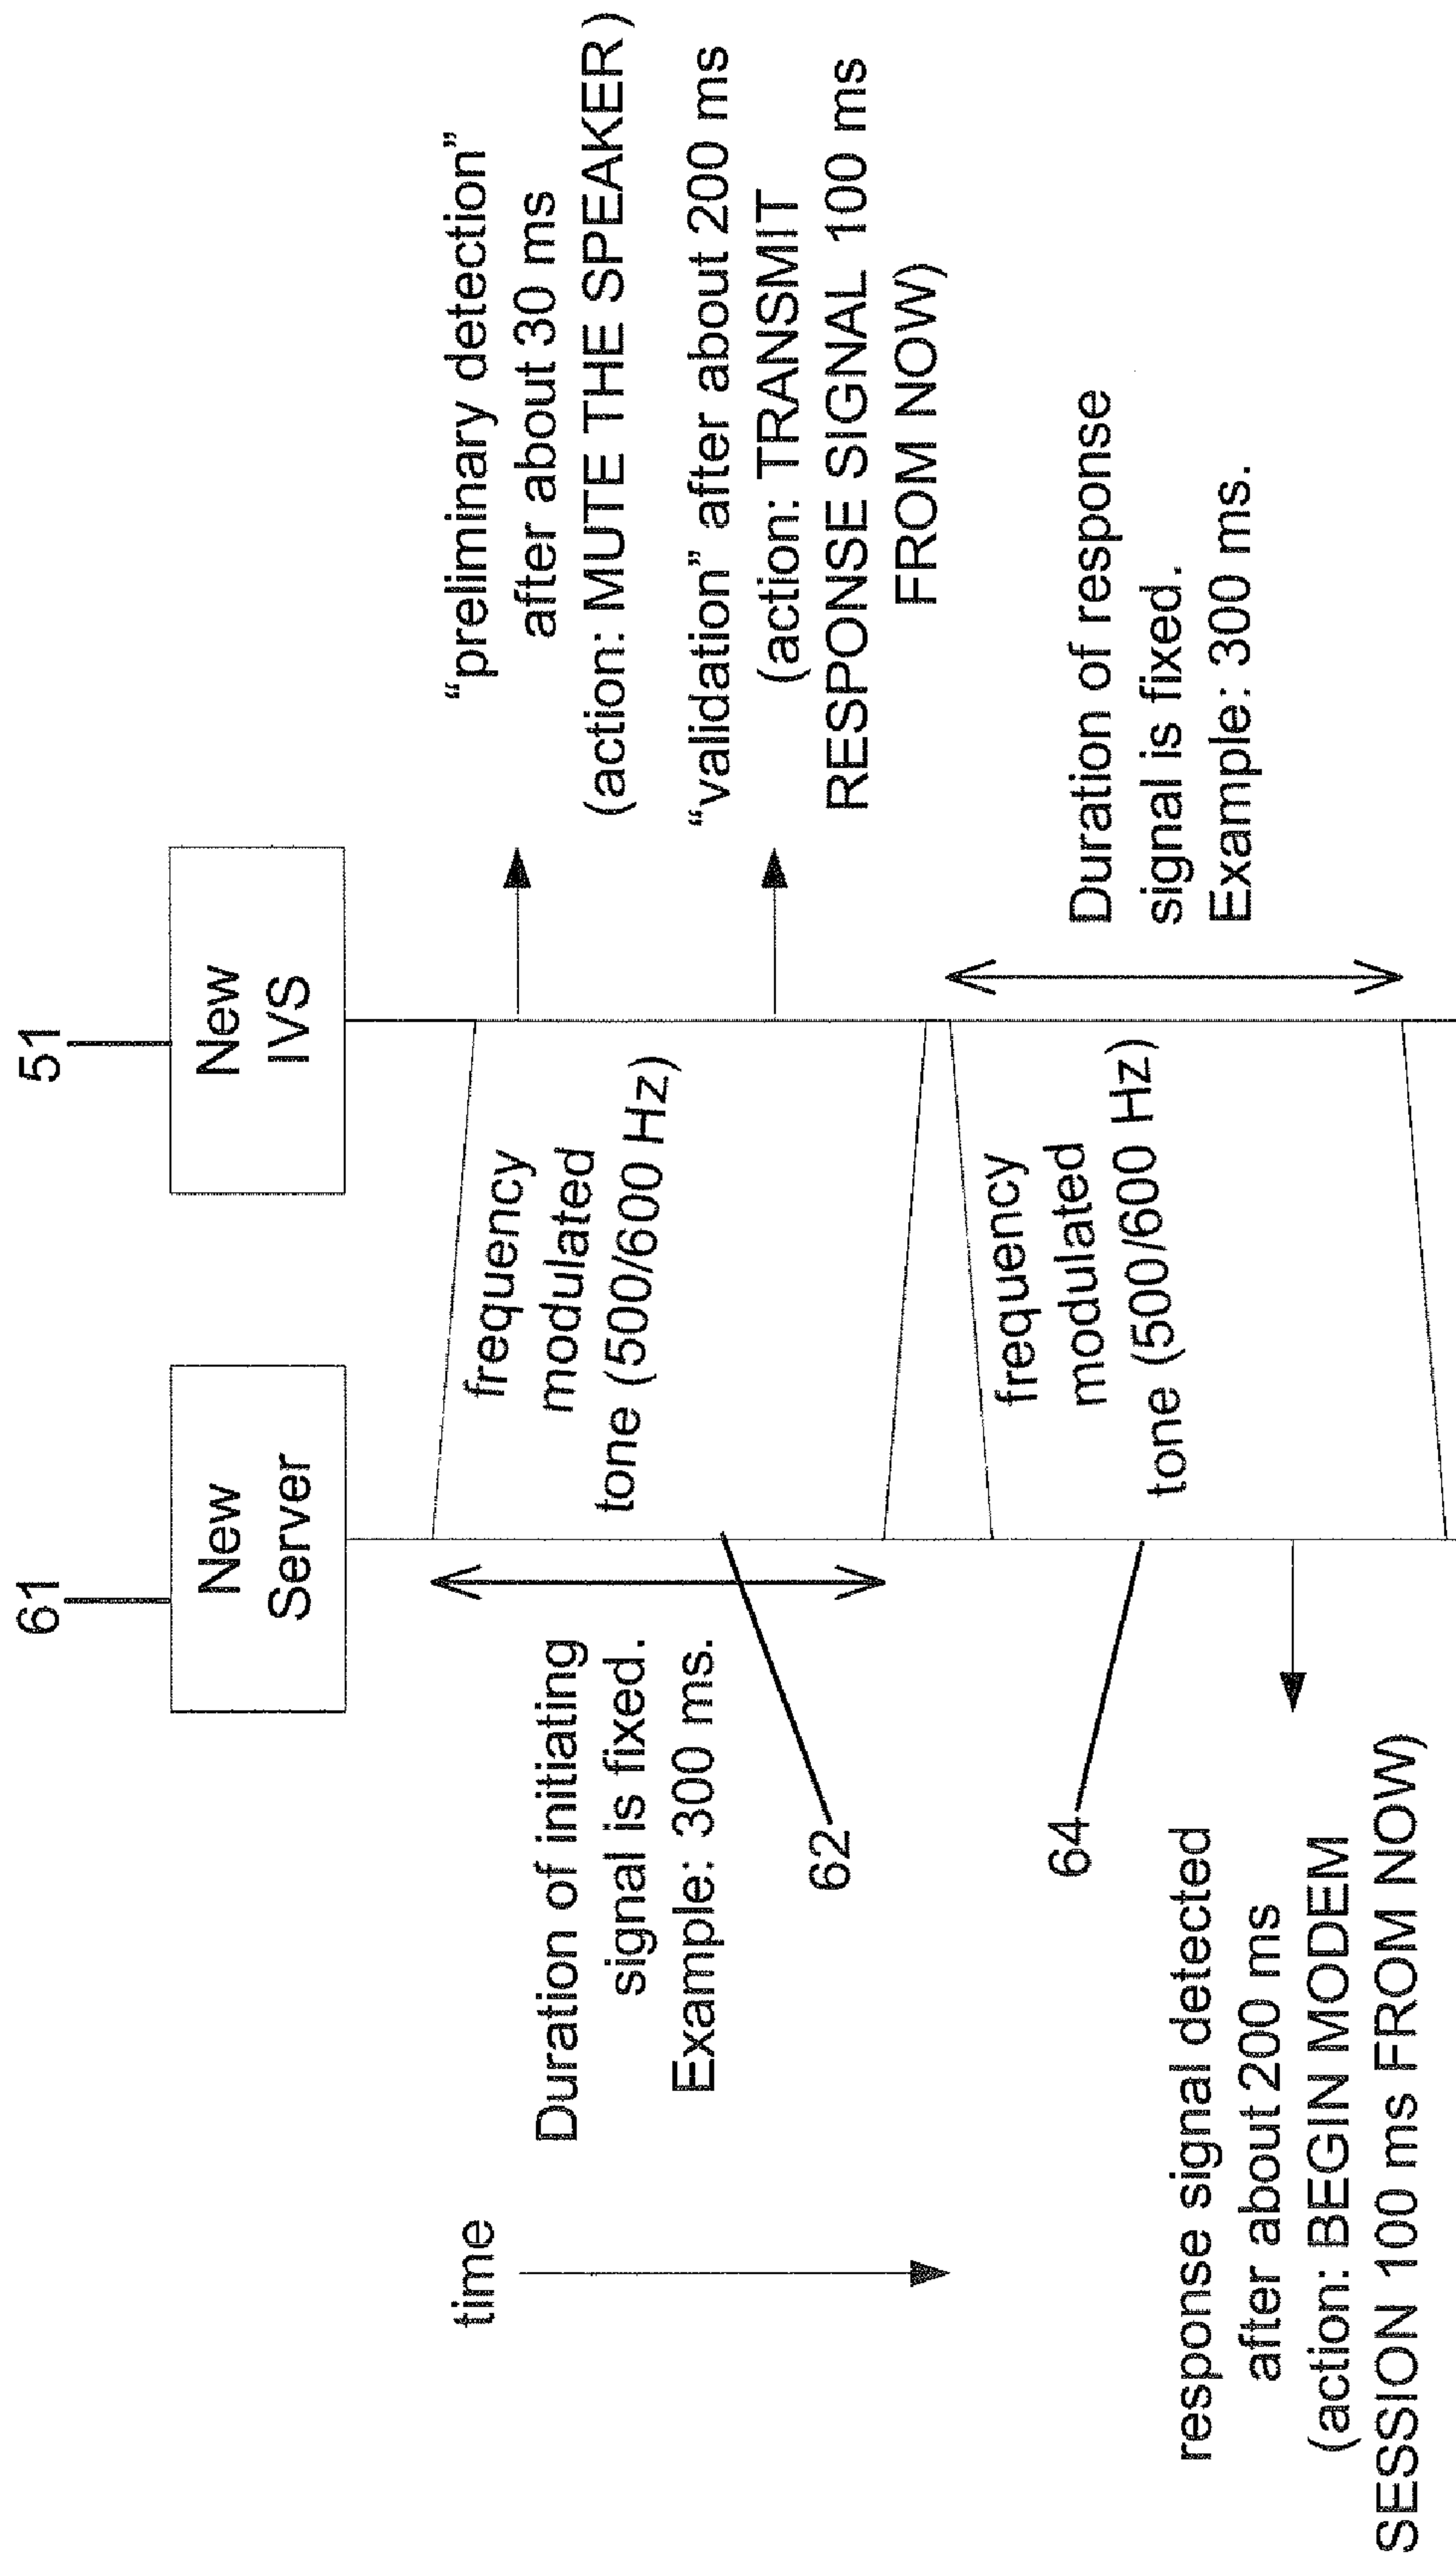 61
New
Server
51
New
IVS
time
Duration of initiating
signal is fixed.
Example: 300 ms.
62
frequency
modulated
tone (500/600 Hz)
“preliminary detection”
after about 30 ms
(action: MUTE THE SPEAKER)
“validation” after about 200 ms
(action: TRANSMIT
RESPONSE SIGNAL 100 ms
FROM NOW)
64
frequency
modulated
tone (500/600 Hz)
Duration of response
signal is fixed.
Example: 300 ms.
response signal detected
after about 200 ms
(action: BEGIN MODEM
SESSION 100 ms FROM NOW)